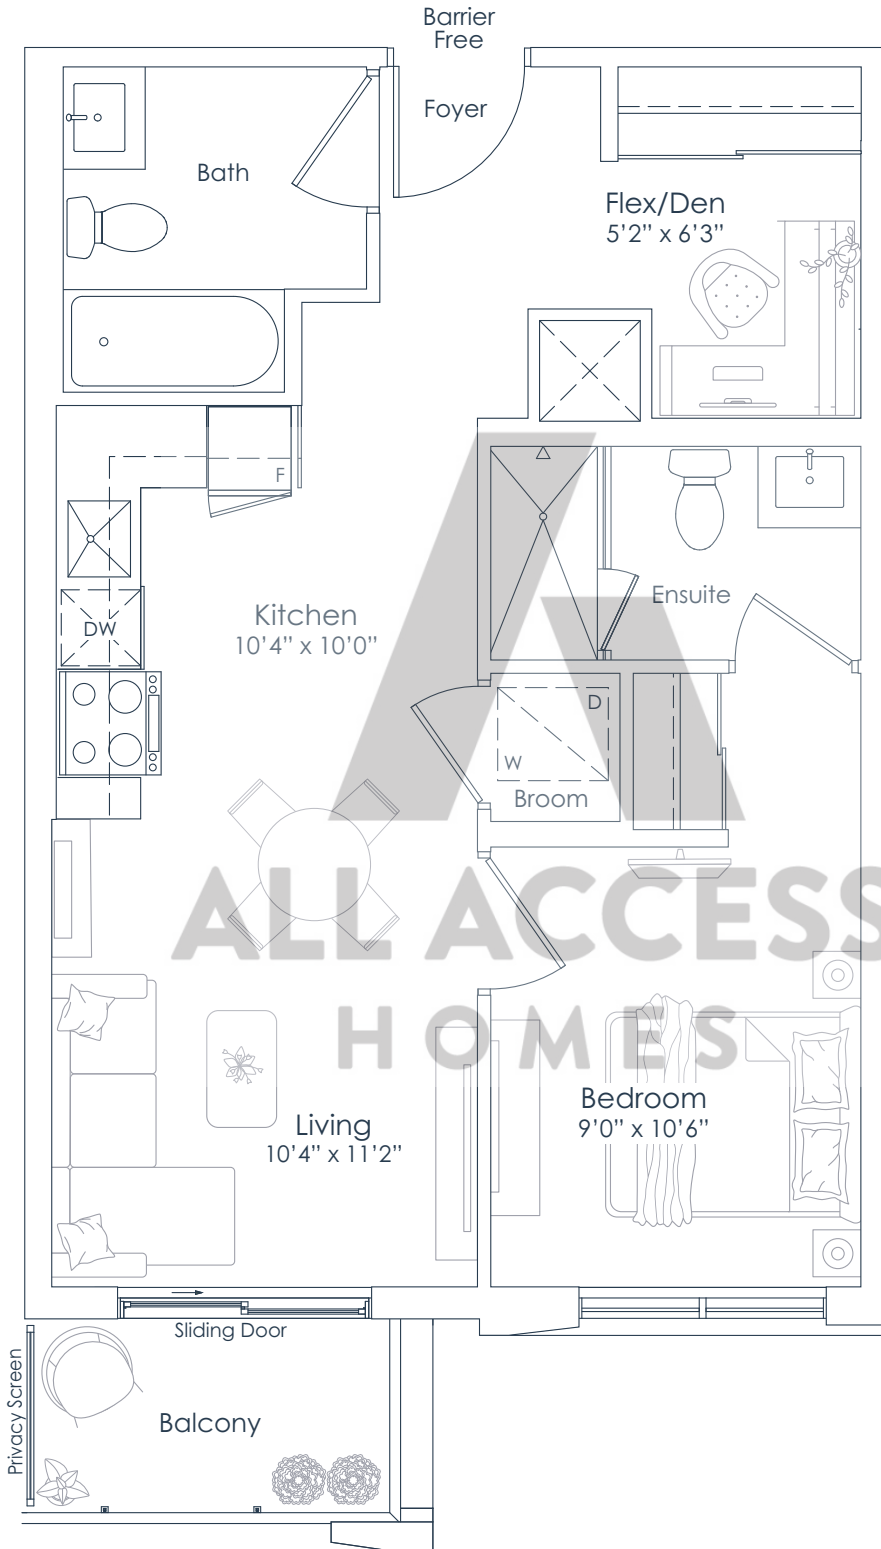 Barrier
Free
Foyer
Bath
Flex/Den
5'2" x 6'3"
F
Kitchen
10'4" x 10'0"
DW
Ensuite
D
W
Broom
ALL ACCESS
HOMES
Living
10'4" x 11'2"
Bedroom
9'0" x 10'6"
Sliding Door
Privacy Screen
Balcony